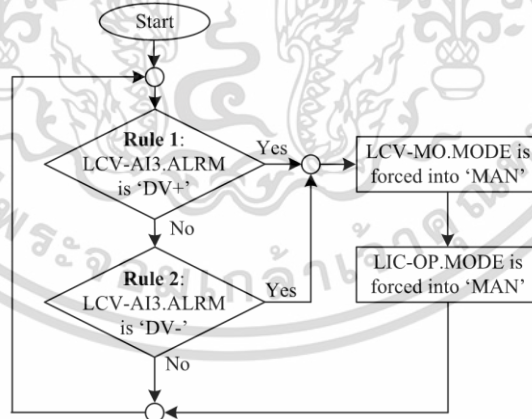 Start
Rule 1:
LCV-AI3.ALRM
is ‘DV+’
Yes
No
LCV-MO.MODE is
forced into ‘MAN’
LIC-OP.MODE is
forced into ‘MAN’
Rule 2:
LCV-AI3.ALRM
is ‘DV-’
Yes
No